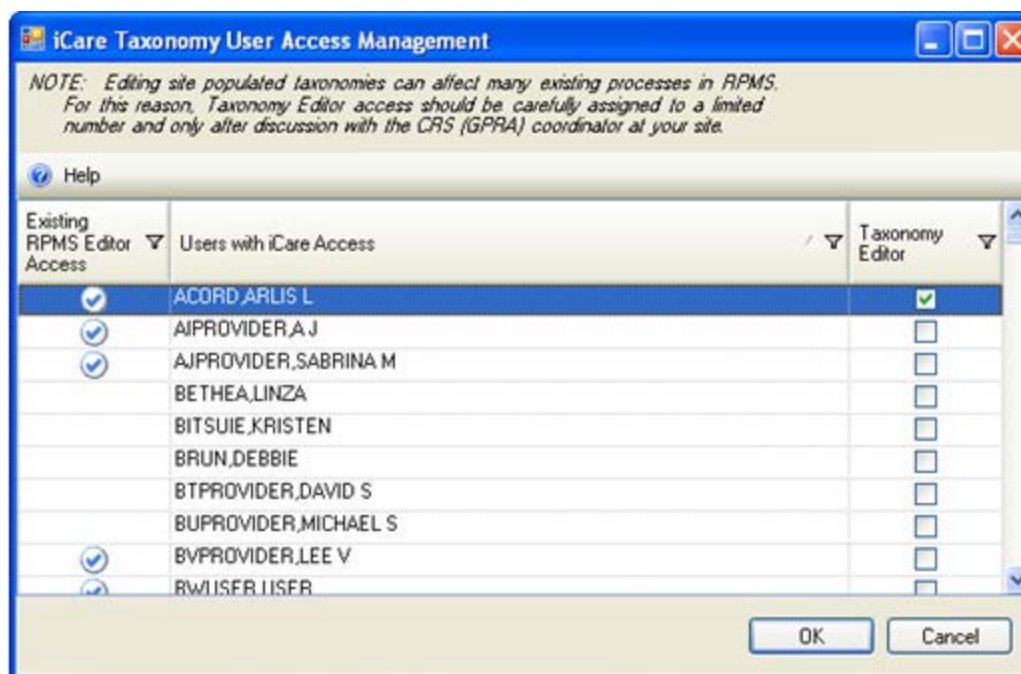 iCare Taxonomy User Access Management
NOTE: Editing site populated taxonomies can affect many existing processes in RPMS.
For this reason, Taxonomy Editor access should be carefully assigned to a limited
number and only after discussion with the CRS (GPRA) coordinator at your site.
Help
Existing
RPMS Editor
Access
Users with iCare Access
Taxonomy
Editor
ACORD,ARLIS L
AIPROVIDER,A J
AJPROVIDER,SABRINA M
BETHEA,LINZA
BITSUIE,KRISTEN
BRUN,DEBBIE
BTPROVIDER,DAVID S
BUPROVIDER,MICHAEL S
BVPROVIDER,LEE V
BWUSER,USER
OK
Cancel